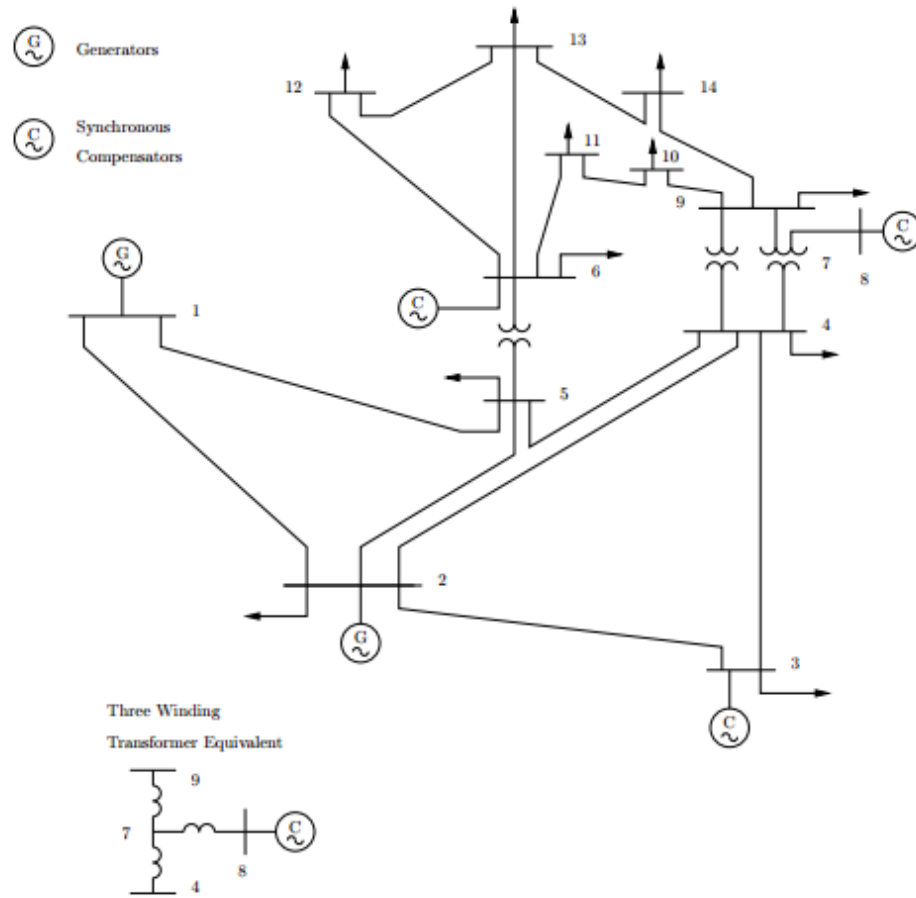 G
Generators
C
Synchronous
Compensators
13
12
14
11
10
9
C
7
8
6
C
G
1
4
5
2
G
3
C
Three Winding
Transformer Equivalent
9
7
C
8
4